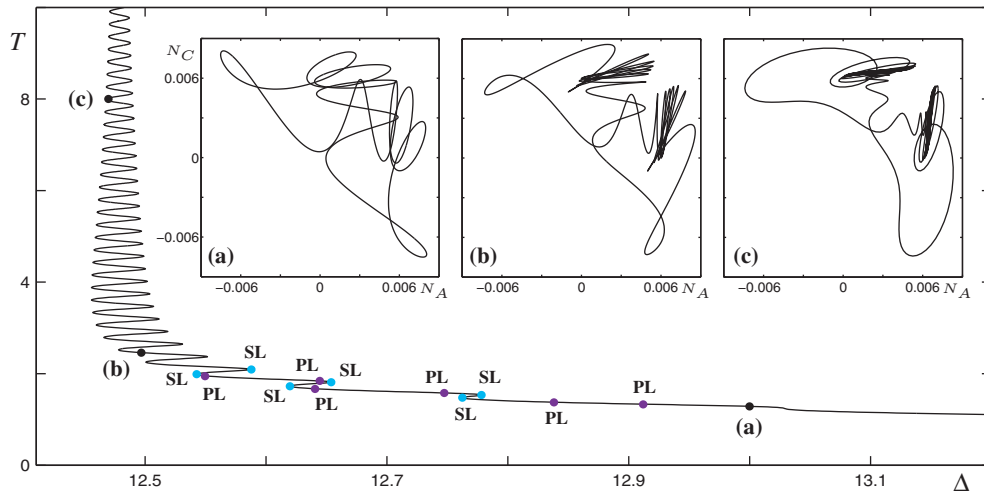 T
8
4
2
0
12.5
12.7
12.9
13.1
Δ
(c)
(b)
(a)
SL
SL
PL
SL
PL
SL
PL
PL
SL
SL
PL
PL
N_C
0.006
0
−0.006
−0.006
0
0.006
N_A
(a)
−0.006
0
0.006
N_A
(b)
−0.006
0
0.006
N_A
(c)